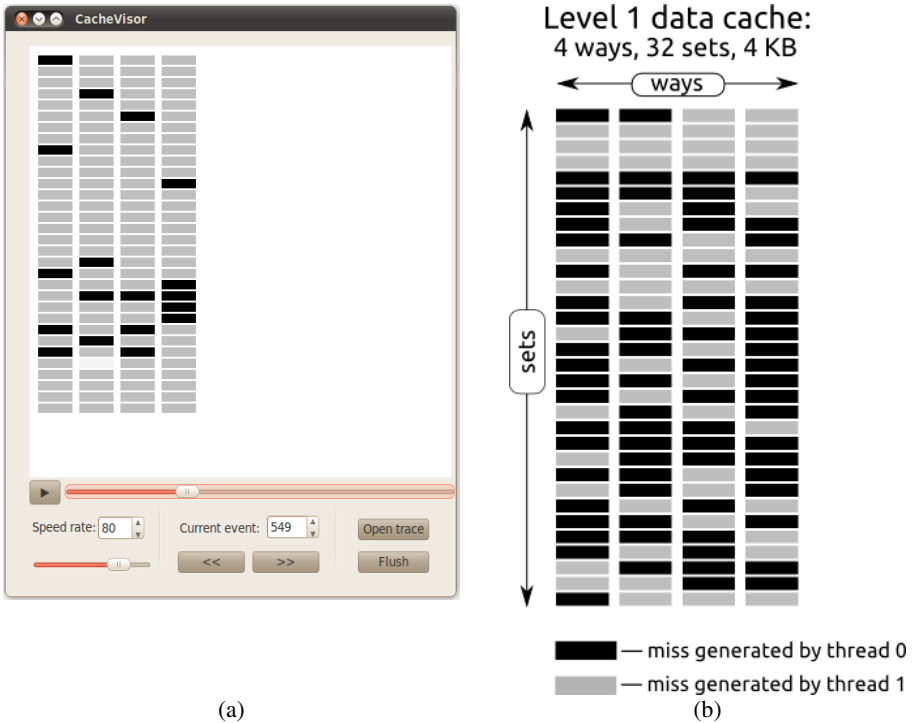 CacheVisor
Speed rate: 80
Current event: 549
Open trace
<< >>
Flush
(a)
Level 1 data cache:
4 ways, 32 sets, 4 KB
ways
sets
— miss generated by thread 0
— miss generated by thread 1
(b)